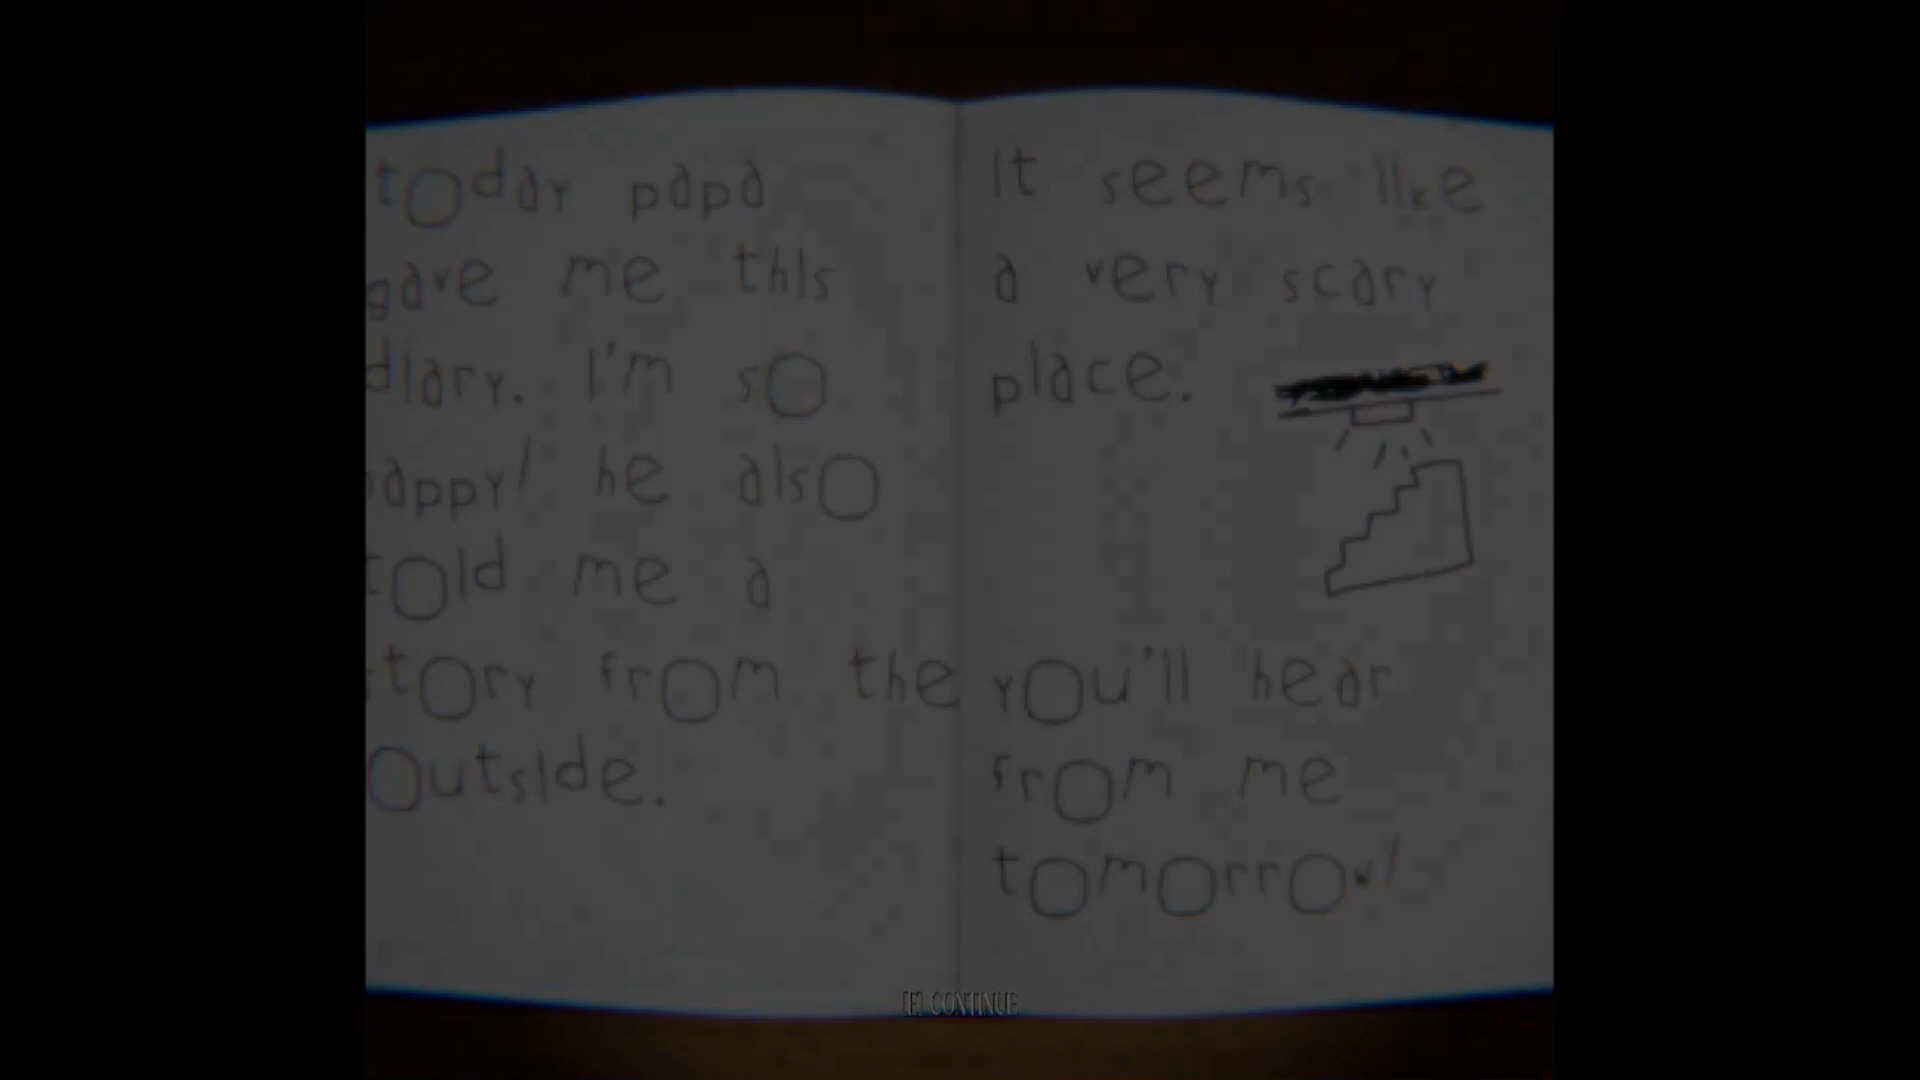 today papa
gave me this
diary. I'm so
happy! he also
told me a
story from the
outside.
It seems like
a very scary
place.
you'll hear
from me
tomorrow!
[E] CONTINUE